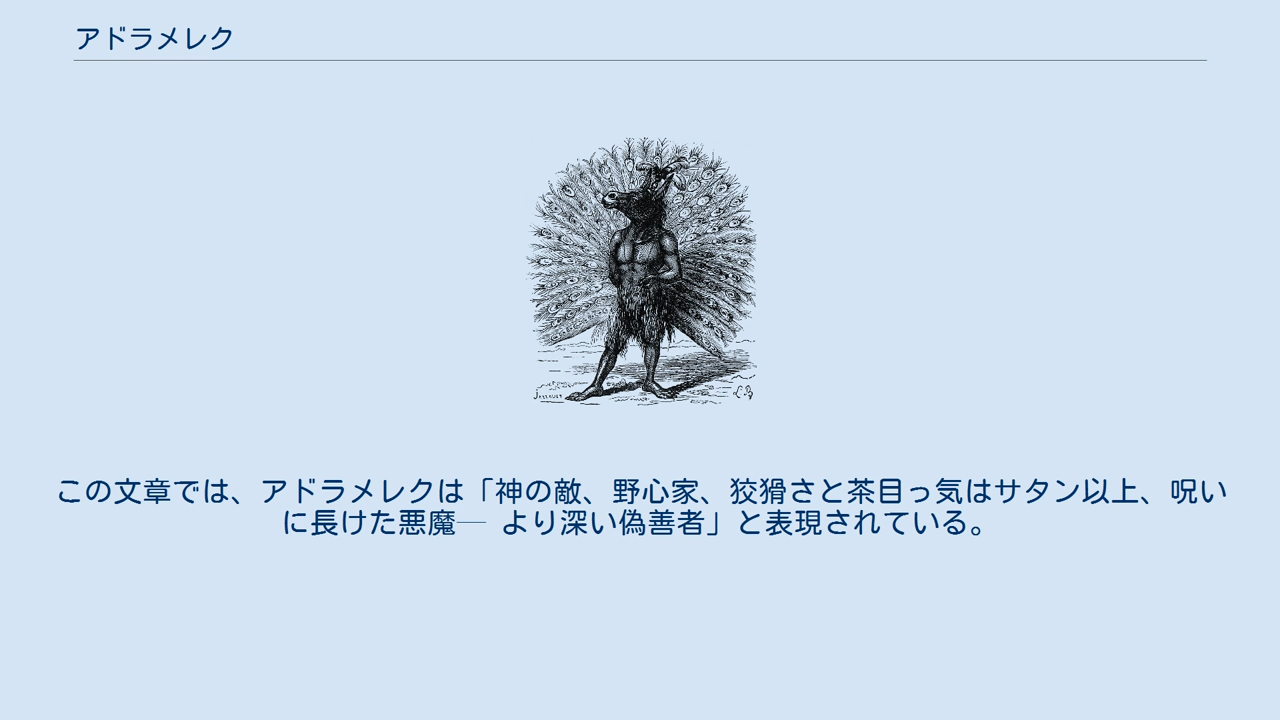 アドラメレク
この文章では、アドラメレクは「神の敵、野心家、狡猾さと茶目っ気はサタン以上、呪い
に長けた悪魔─ より深い偽善者」と表現されている。